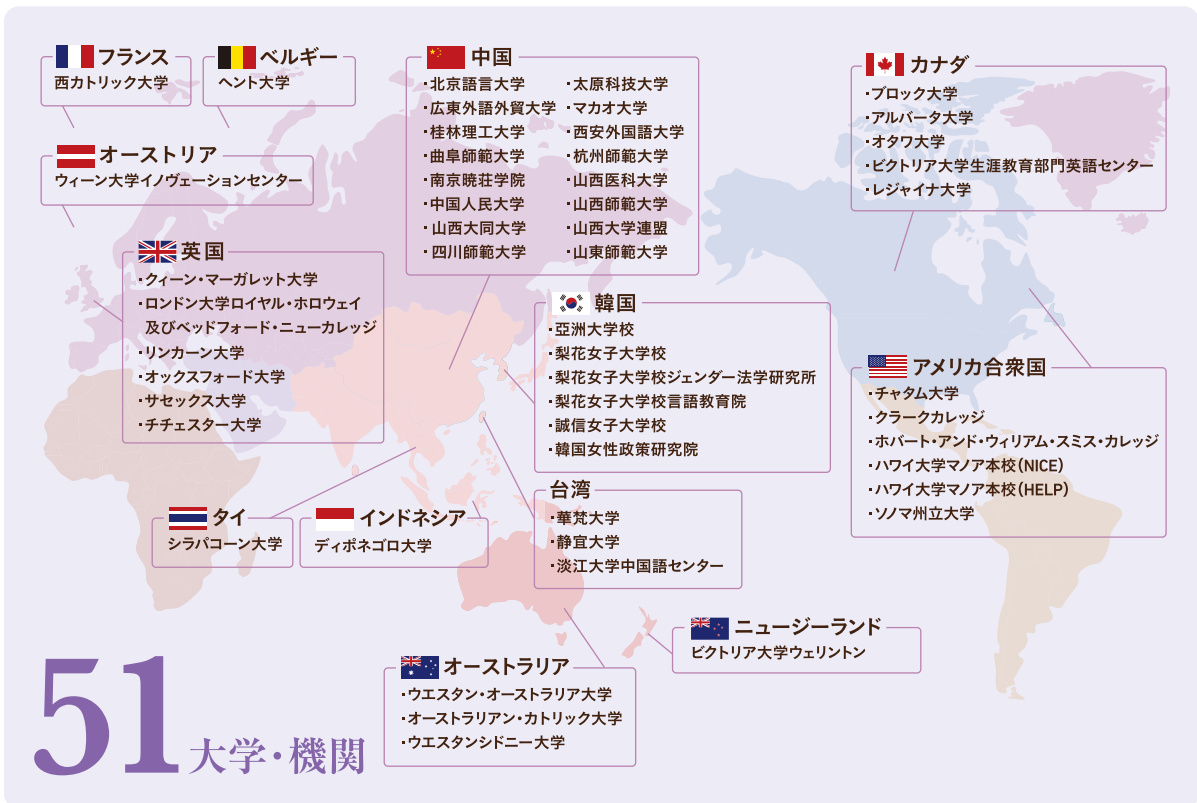 フランス
西カトリック大学
ベルギー
ヘント大学
オーストリア
ウィーン大学イノヴェーションセンター
英国
・クィーン・マーガレット大学
・ロンドン大学ロイヤル・ホロウェイ
及びベッドフォード・ニューカレッジ
・リンカーン大学
・オックスフォード大学
・サセックス大学
・チチェスター大学
中国
・北京語言大学
・広東外語外貿大学
・桂林理工大学
・曲阜師範大学
・南京暁荘学院
・中国人民大学
・山西大同大学
・四川師範大学
・太原科技大学
・マカオ大学
・西安外国語大学
・杭州師範大学
・山西医科大学
・山西師範大学
・山西大学連盟
・山東師範大学
韓国
・亞洲大学校
・梨花女子大学校
・梨花女子大学校ジェンダー法学研究所
・梨花女子大学校言語教育院
・誠信女子大学校
・韓国女性政策研究院
台湾
・華梵大学
・静宜大学
・淡江大学中国語センター
タイ
シラパコーン大学
インドネシア
ディポネゴロ大学
カナダ
・ブロック大学
・アルバータ大学
・オタワ大学
・ビクトリア大学生涯教育部門英語センター
・レジャイナ大学
アメリカ合衆国
・チャタム大学
・クラークカレッジ
・ホバート・アンド・ウィリアム・スミス・カレッジ
・ハワイ大学マノア本校(NICE)
・ハワイ大学マノア本校(HELP)
・ソノマ州立大学
ニュージーランド
ビクトリア大学ウェリントン
オーストラリア
・ウエスタン・オーストラリア大学
・オーストラリアン・カトリック大学
・ウエスタンシドニー大学
51大学・機関